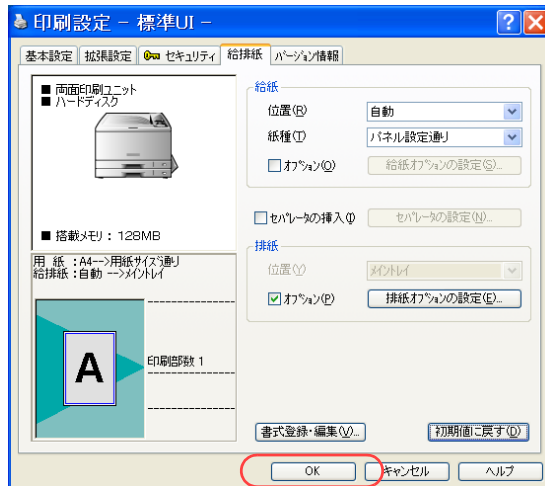 印刷設定 - 標準UI -
基本設定 拡張設定 セキュリティ 給排紙 バージョン情報
■ 両面印刷ユニット
■ ハードディスク
■ 搭載メモリ：128MB
用 紙 :A4-->用紙サイズ通り
給排紙 :自動 -->メイントレイ
A
印刷部数 1
給紙
位置(R) 自動
紙種(T) パネル設定通り
オプション(O) 給紙オプションの設定(S)...
セパレータの挿入(I) セパレータの設定(N)...
排紙
位置(Y) メイントレイ
オプション(P) 排紙オプションの設定(E)...
書式登録・編集(V)... 初期値に戻す(D)
OK キャンセル ヘルプ